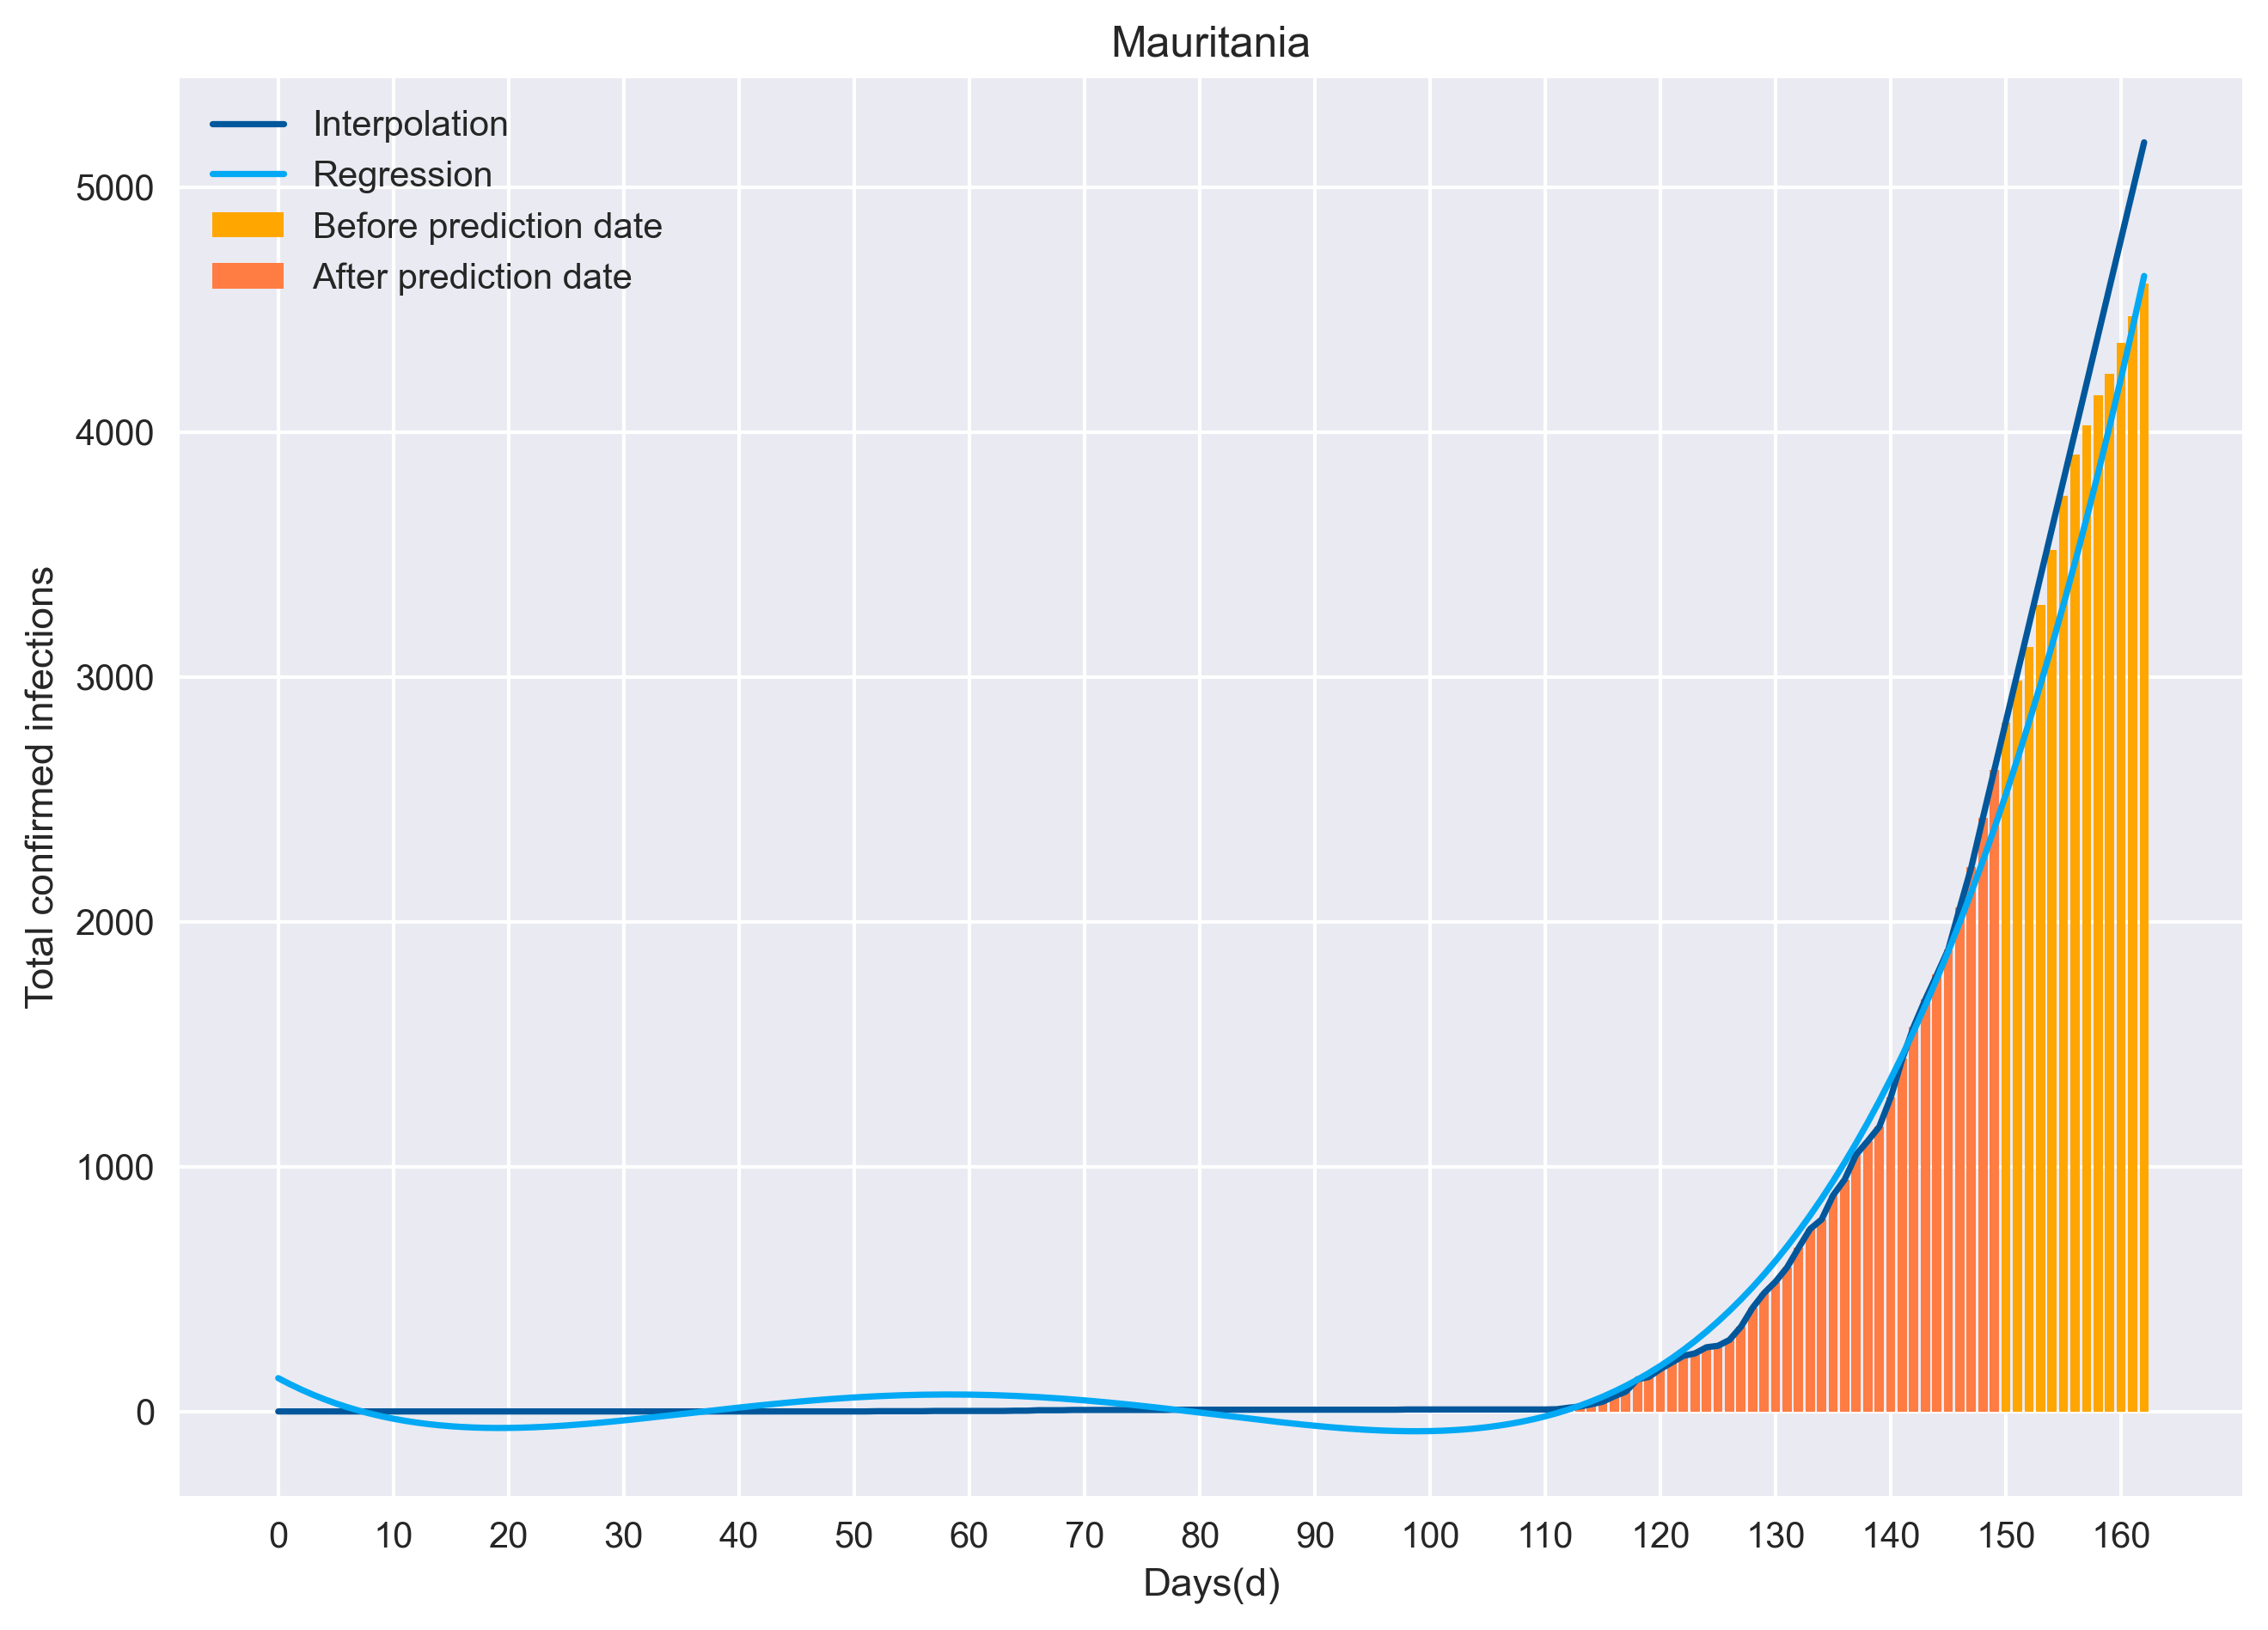 Mauritania
Interpolation
Regression
Before prediction date
After prediction date
5000
4000
3000
2000
1000
0
Total confirmed infections
0 10 20 30 40 50 60 70 80 90 100 110 120 130 140 150 160
Days(d)